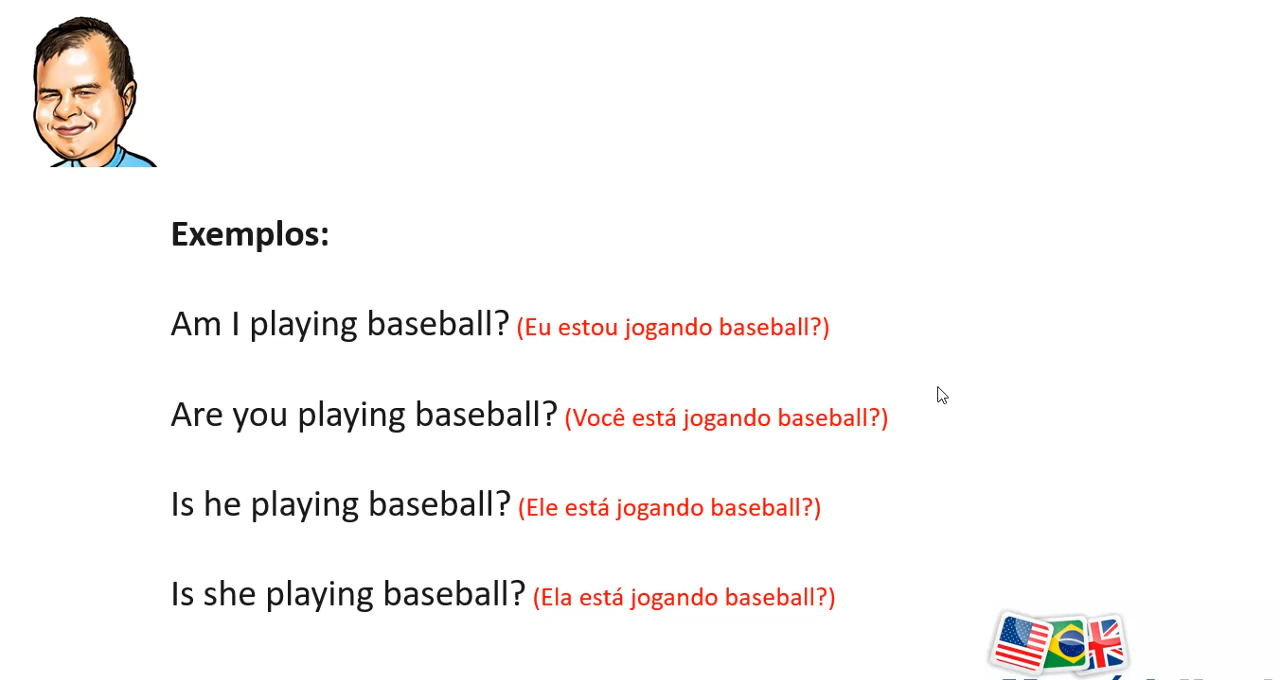 Exemplos:
Am I playing baseball? (Eu estou jogando baseball?)
Are you playing baseball? (Você está jogando baseball?)
Is he playing baseball? (Ele está jogando baseball?)
Is she playing baseball? (Ela está jogando baseball?)